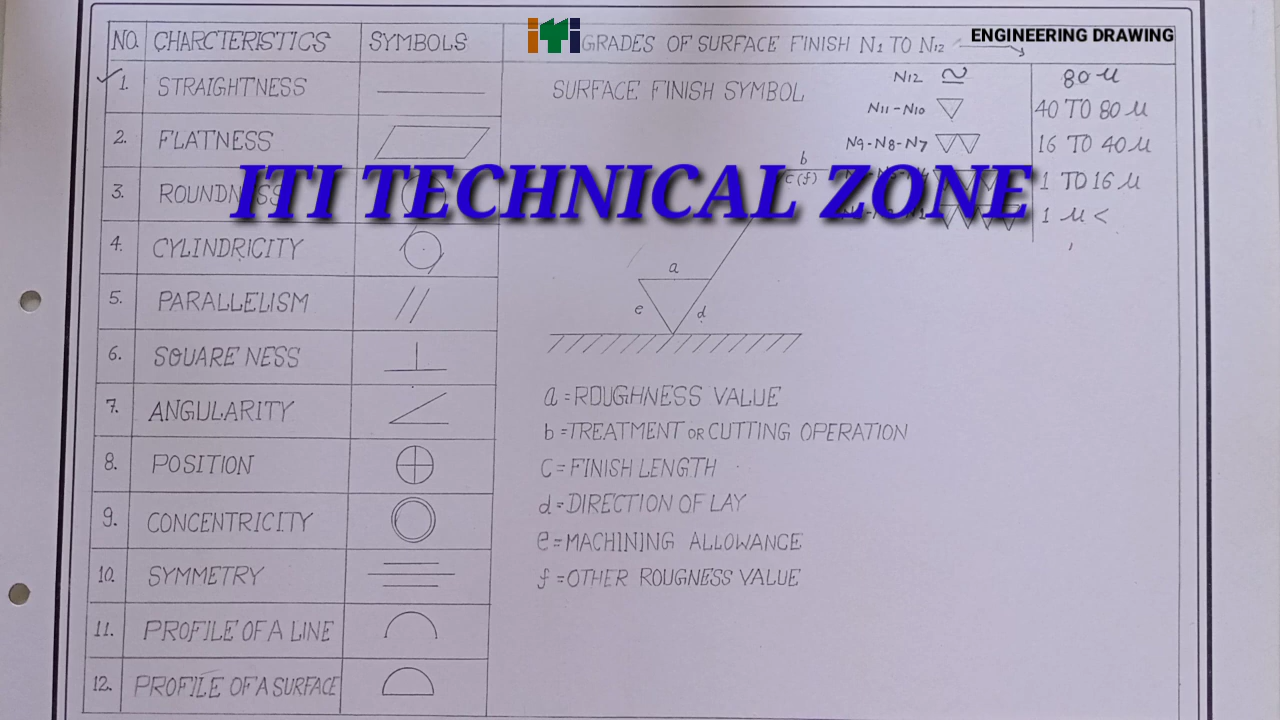 NO. CHARCTERISTICS SYMBOLS
1. STRAIGHTNESS
2. FLATNESS
3.
4. CYLINDRICITY
5. PARALLELISM
6. SQUARE NESS
7. ANGULARITY
8. POSITION
9. CONCENTRICITY
10. SYMMETRY
11. PROFILE OF A LINE
12. PROFILE OF A SURFACE
iTi GRADES OF SURFACE FINISH N1 TO N12
ENGINEERING DRAWING
SURFACE FINISH SYMBOL
N12 80 μ
N11-N10 40 TO 80 μ
N9-N8-N7 16 TO 40 μ
1 TO 16 μ
1 μ <
ITI TECHNICAL ZONE
b
c(f)
a
e d
a = ROUGHNESS VALUE
b = TREATMENT OR CUTTING OPERATION
C = FINISH LENGTH
d = DIRECTION OF LAY
e = MACHINING ALLOWANCE
f = OTHER ROUGNESS VALUE